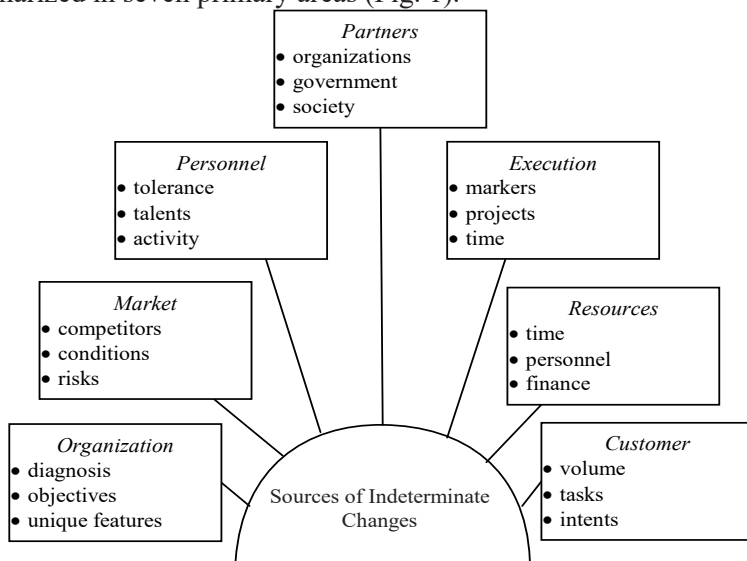 marized in seven primary areas (Fig. 1).
Partners
• organizations
• government
• society
Personnel
• tolerance
• talents
• activity
Execution
• markers
• projects
• time
Market
• competitors
• conditions
• risks
Resources
• time
• personnel
• finance
Organization
• diagnosis
• objectives
• unique features
Customer
• volume
• tasks
• intents
Sources of Indeterminate
Changes